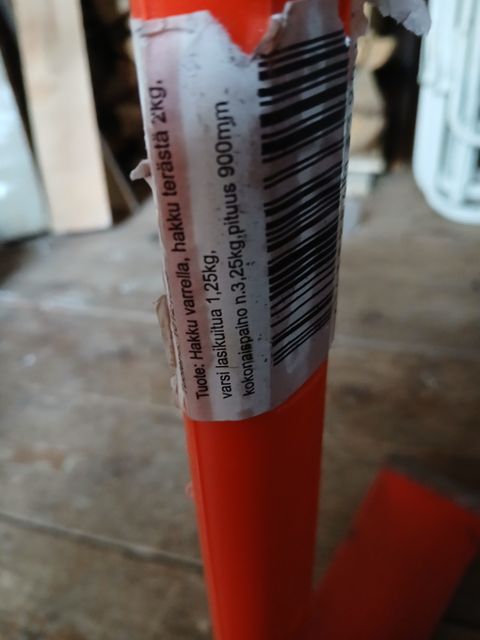 Tuote: Hakku varrella, hakku terästä 2kg,
varsi lasikuitua 1,25kg,
kokonaispaino n.3,25kg,pituus 900mm